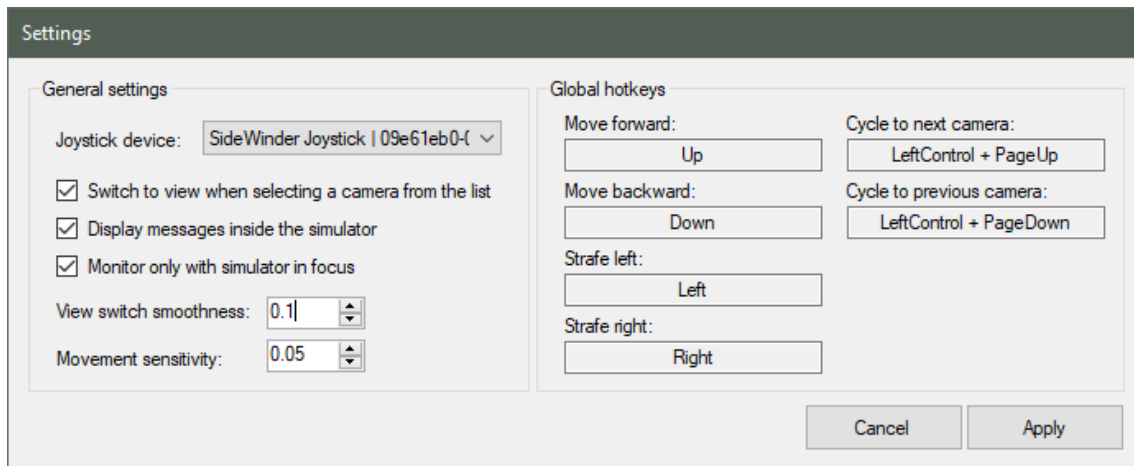 Settings
General settings
Joystick device: SideWinder Joystick | 09e61eb0-(
Switch to view when selecting a camera from the list
Display messages inside the simulator
Monitor only with simulator in focus
View switch smoothness: 0.1
Movement sensitivity: 0.05
Global hotkeys
Move forward:
Up
Move backward:
Down
Strafe left:
Left
Strafe right:
Right
Cycle to next camera:
LeftControl + PageUp
Cycle to previous camera:
LeftControl + PageDown
Cancel
Apply